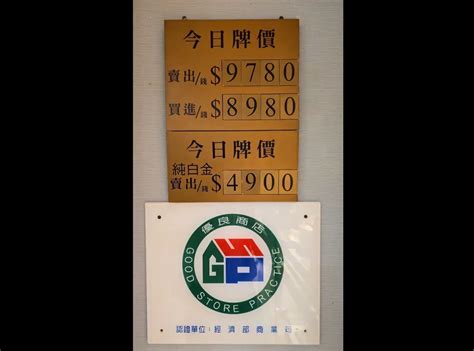 今日牌價
賣出/錢 $9780
買進/錢 $8980
今日牌價
純白金
賣出/錢 $4900
優良商店
GSP
GOOD STORE PRACTICE
認證單位：經濟部商業